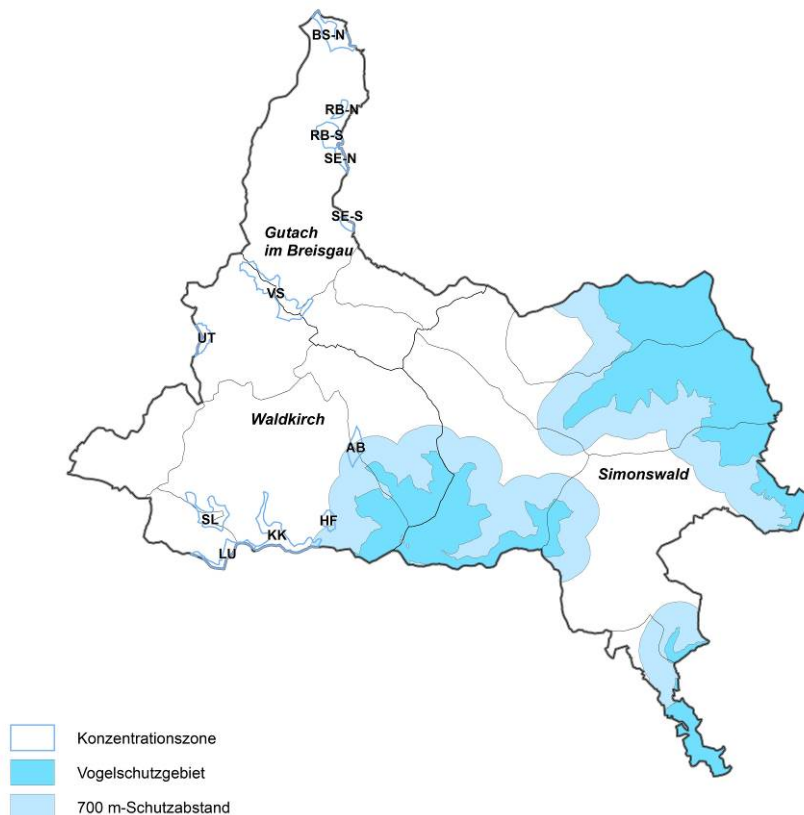 BS-N
RB-N
RB-S
SE-N
SE-S
Gutach
im Breisgau
VS
UT
Waldkirch
AB
Simonswald
SL
HF
KK
LU
Konzentrationszone
Vogelschutzgebiet
700 m-Schutzabstand